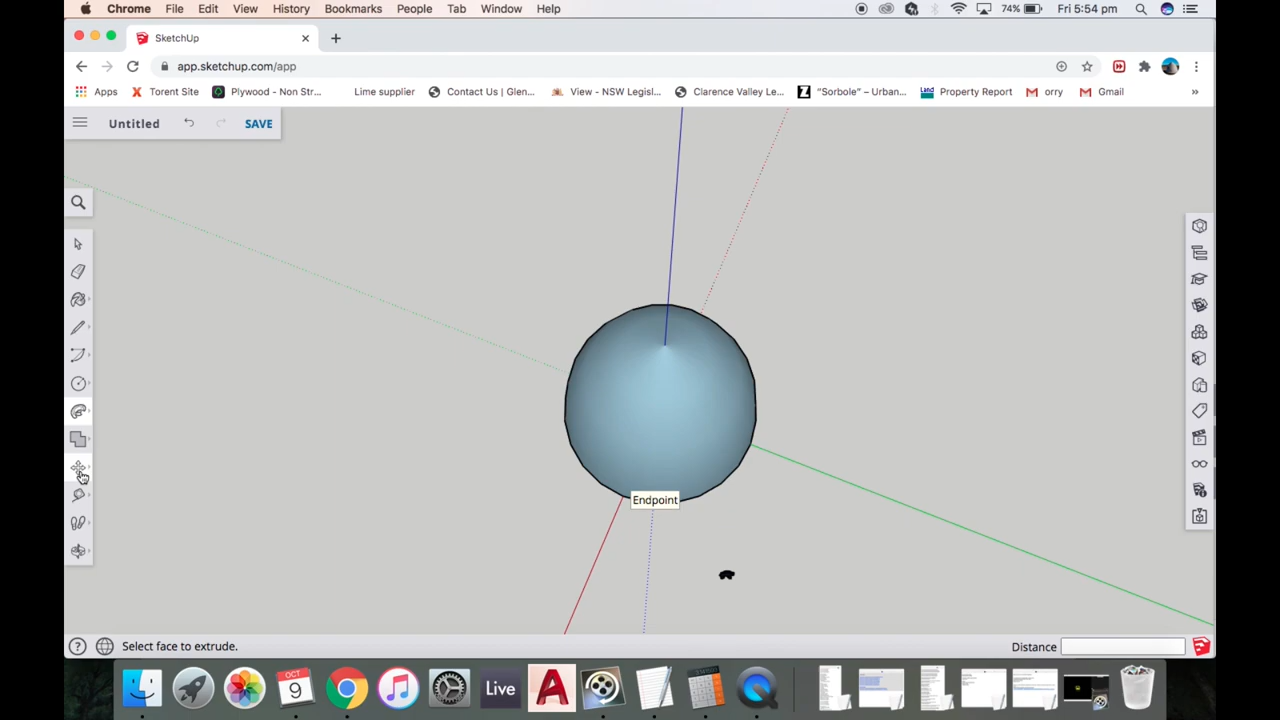 Chrome File Edit View History Bookmarks People Tab Window Help 74% Fri 5:54 pm
SketchUp
app.sketchup.com/app
Apps Torent Site Plywood - Non Str... Lime supplier Contact Us | Glen... View - NSW Legisl... Clarence Valley Le... “Sorbole” – Urban... Property Report orry Gmail »
Untitled SAVE
Endpoint
Select face to extrude. Distance
OCT
9
Live